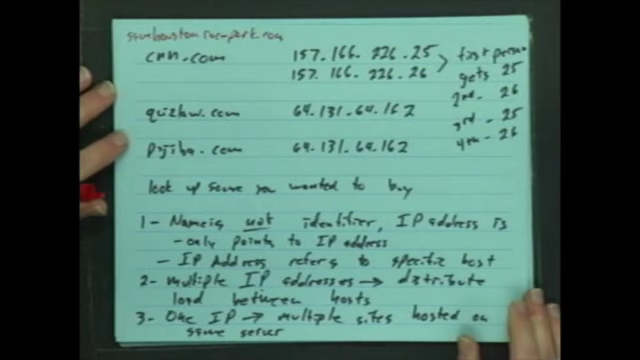 cnn.com 157.166.226.25 first person
157.166.226.26 gets 25
2nd - 26
quizlaw.com 64.131.64.162
3rd - 25
4th - 26
pajiba.com 64.131.64.162
look up some you wanted to buy
1- Name is not identifier, IP address is
- only points to IP address
- IP Address refers to specific host
2- multiple IP addresses → distribute
load between hosts
3- One IP → multiple sites hosted on
same server